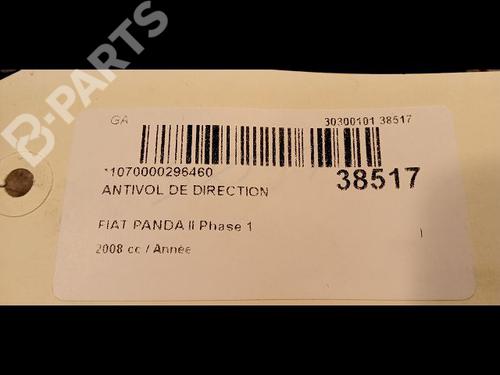 B-PARTS
GA
30300101 38517
*1070000296460
38517
ANTIVOL DE DIRECTION
FIAT PANDA II Phase 1
2008 cc / Année